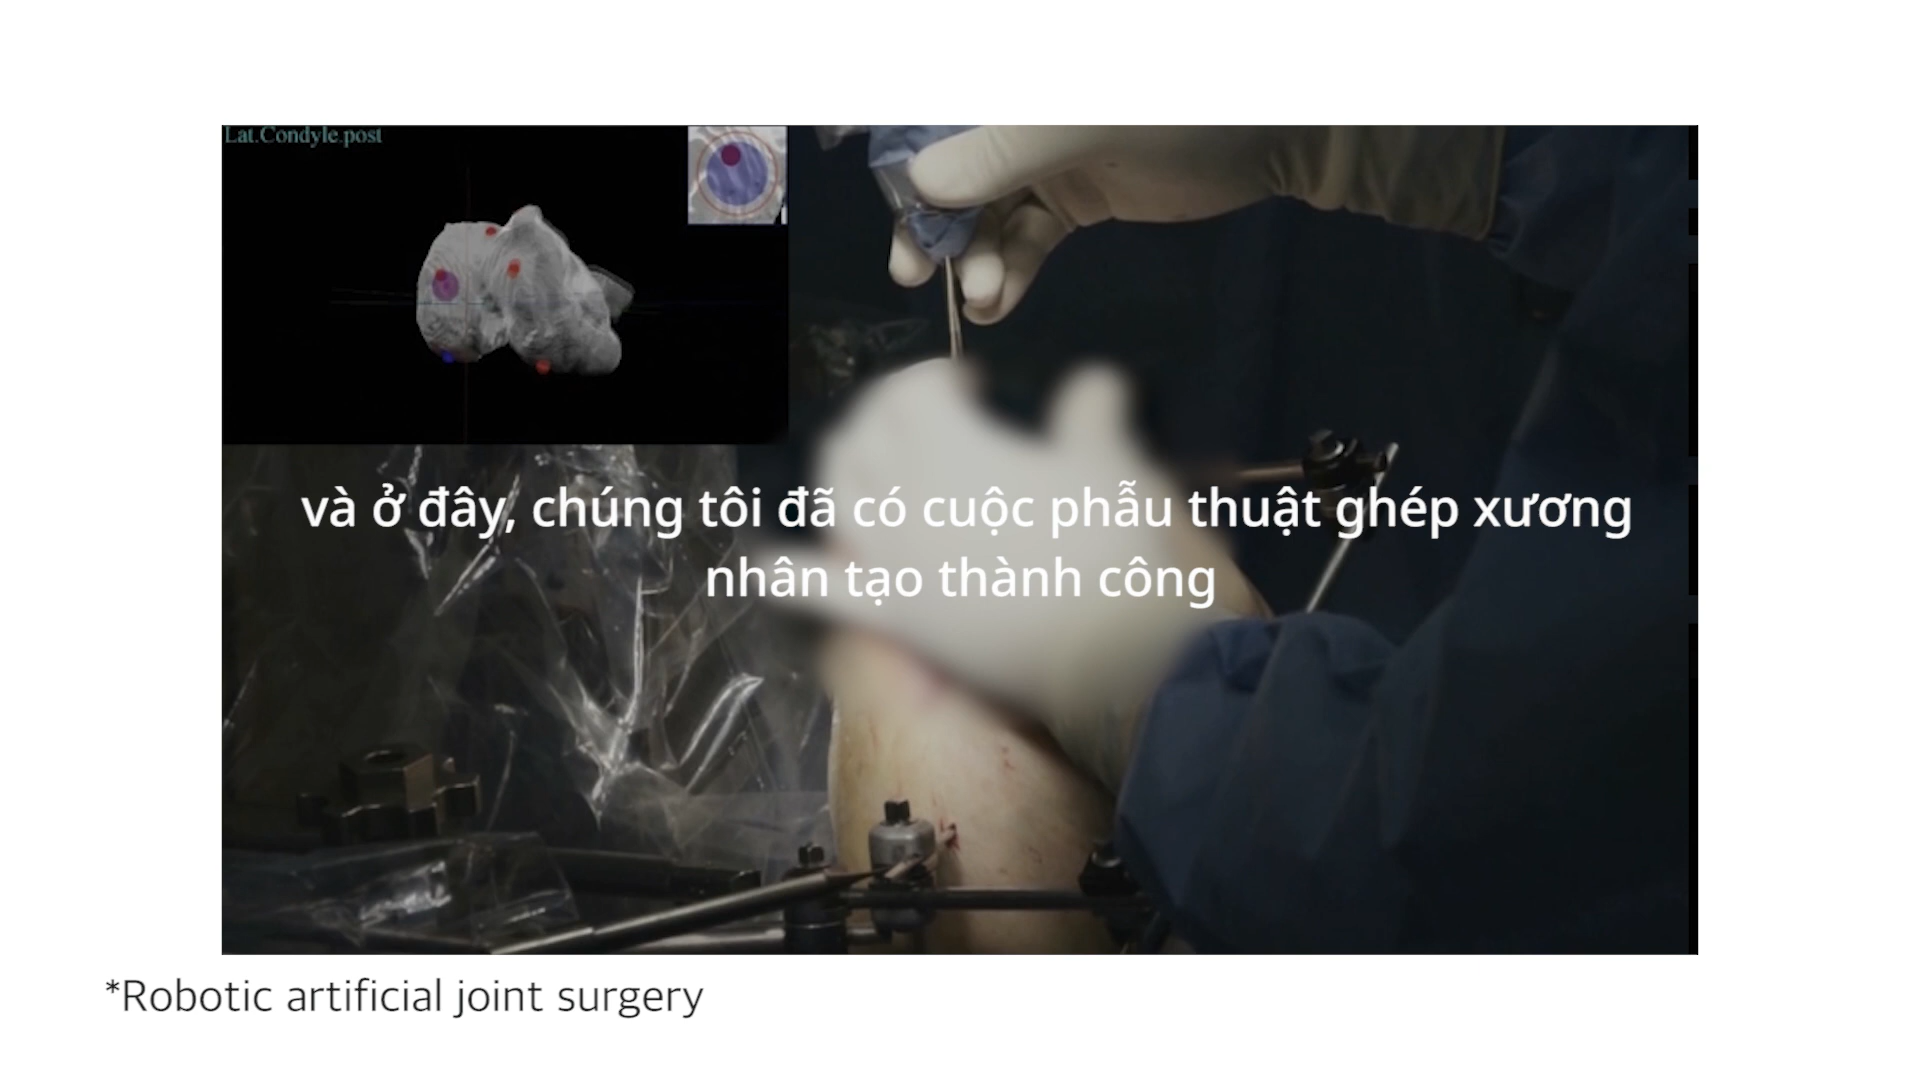 Lat.Condyle.post
và ở đây, chúng tôi đã có cuộc phẫu thuật ghép xương
nhân tạo thành công
*Robotic artificial joint surgery